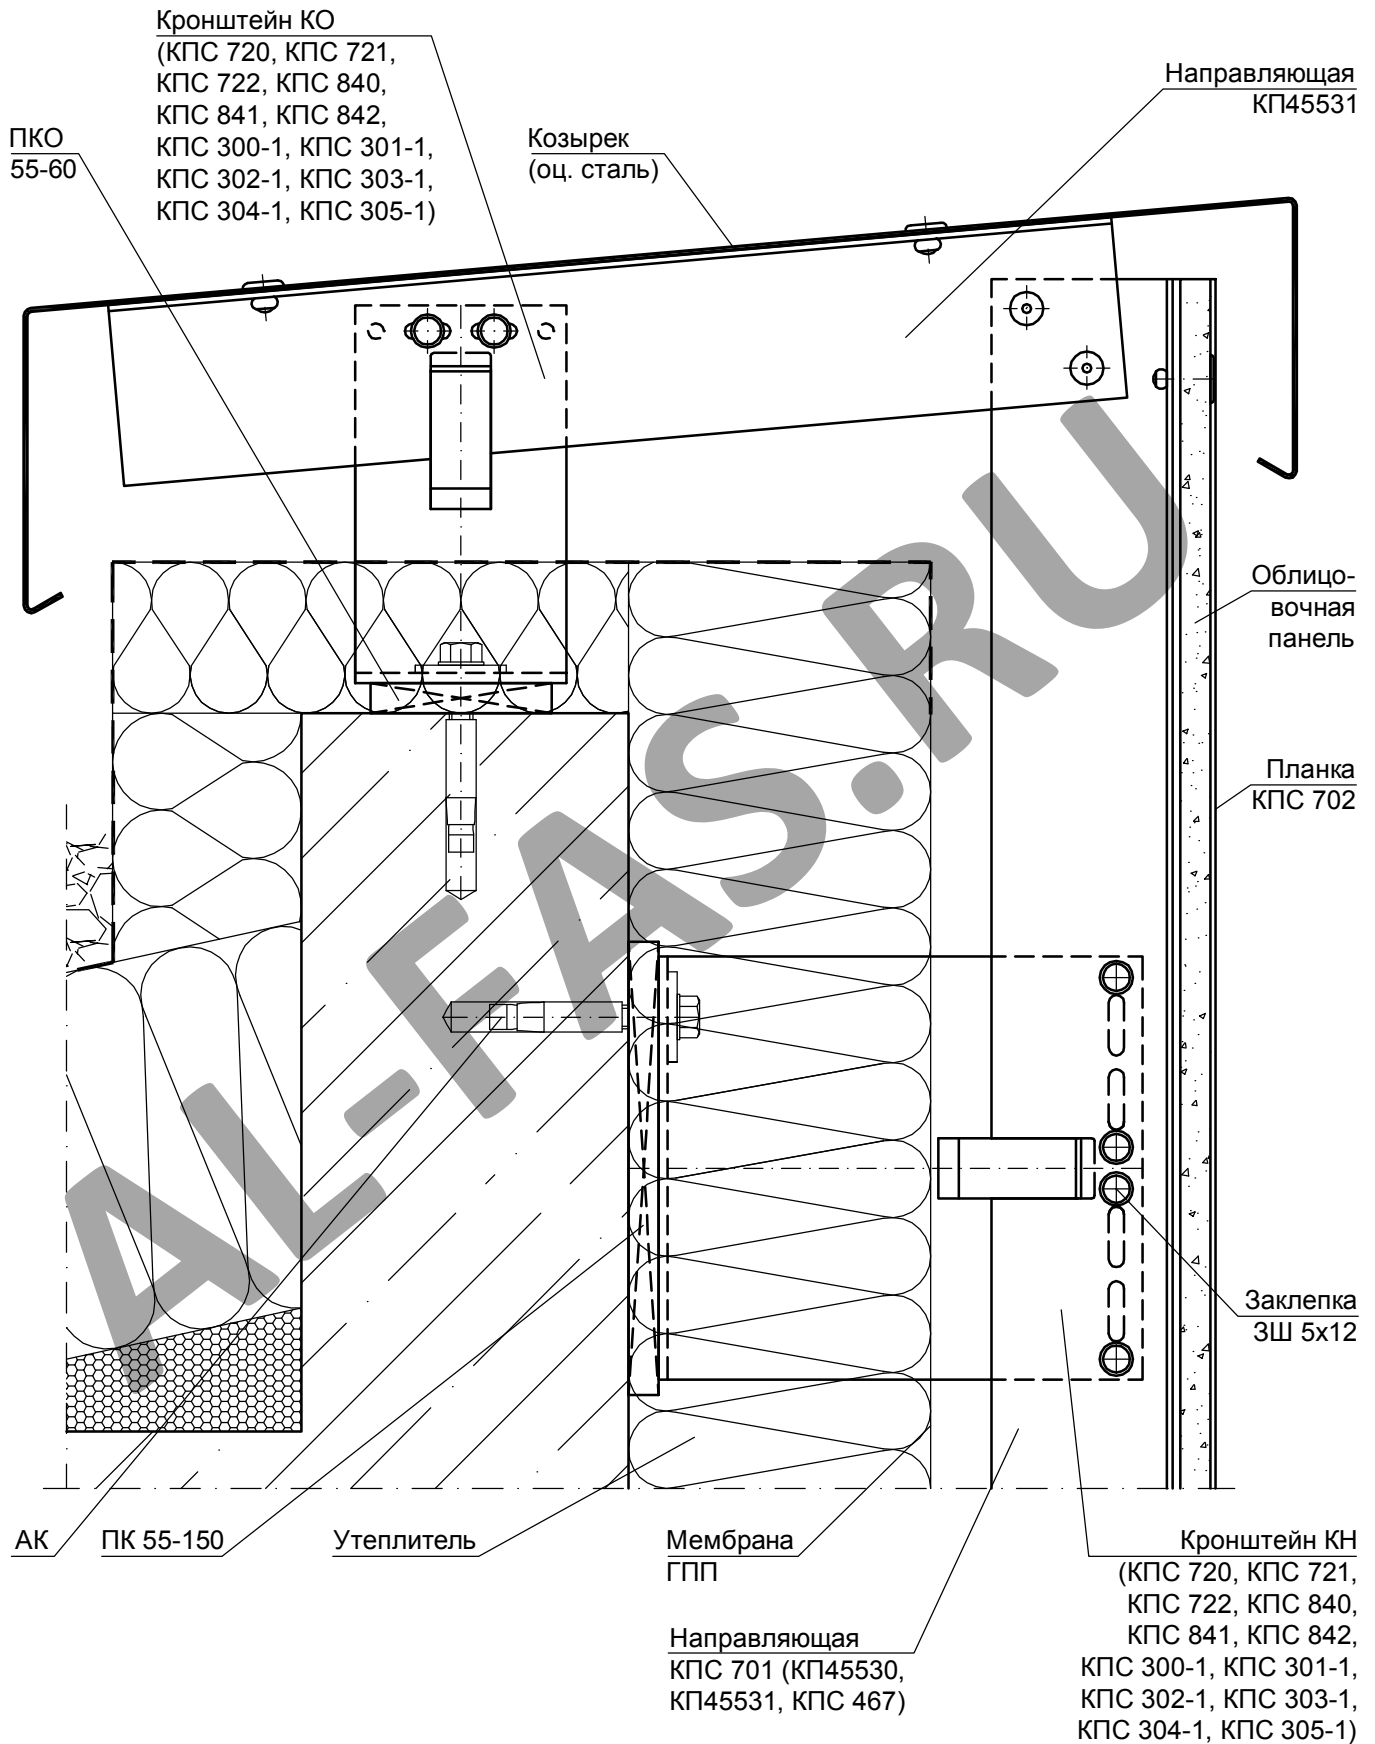 Кронштейн КО
(КПС 720, КПС 721,
КПС 722, КПС 840,
КПС 841, КПС 842,
КПС 300-1, КПС 301-1,
КПС 302-1, КПС 303-1,
КПС 304-1, КПС 305-1)
Направляющая
КП45531
ПКО
55-60
Козырек
(оц. сталь)
Облицо-
вочная
панель
Планка
КПС 702
AL-FAS.RU
Заклепка
ЗШ 5х12
АК
ПК 55-150
Утеплитель
Мембрана
ГПП
Направляющая
КПС 701 (КП45530,
КП45531, КПС 467)
Кронштейн КН
(КПС 720, КПС 721,
КПС 722, КПС 840,
КПС 841, КПС 842,
КПС 300-1, КПС 301-1,
КПС 302-1, КПС 303-1,
КПС 304-1, КПС 305-1)